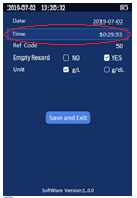 2019-07-02 13:30:32
Date 2019-07-02
Time 10:29:33
Ref Code 50
Empty Record NO YES
Unit g/L g/dL
Save and Exit
SoftWare Version:1.0.0